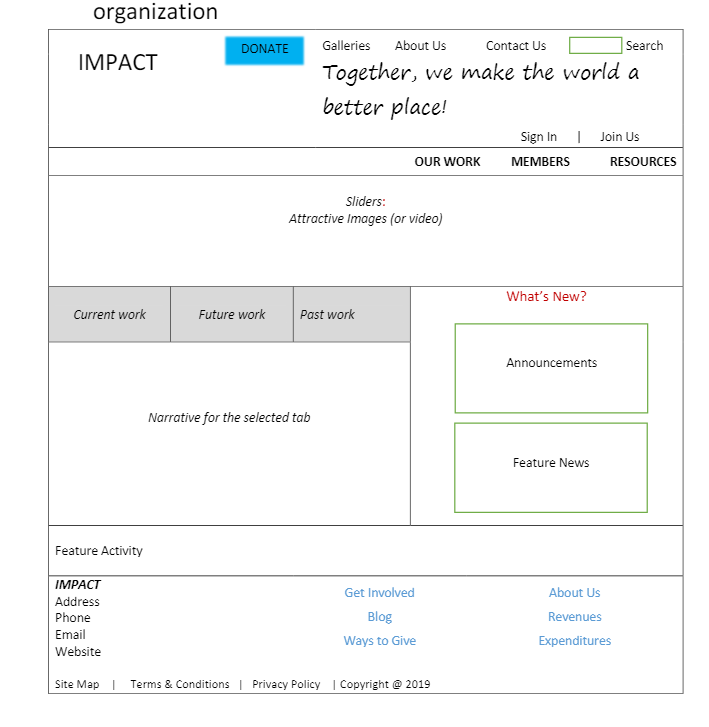 organization
IMPACT
DONATE
Galleries About Us Contact Us Search
Together, we make the world a
better place!
Sign In | Join Us
OUR WORK MEMBERS RESOURCES
Sliders:
Attractive Images (or video)
Current work Future work Past work
Narrative for the selected tab
What's New?
Announcements
Feature News
Feature Activity
IMPACT
Address
Phone
Email
Website
Get Involved
Blog
Ways to Give
About Us
Revenues
Expenditures
Site Map | Terms & Conditions | Privacy Policy | Copyright @ 2019